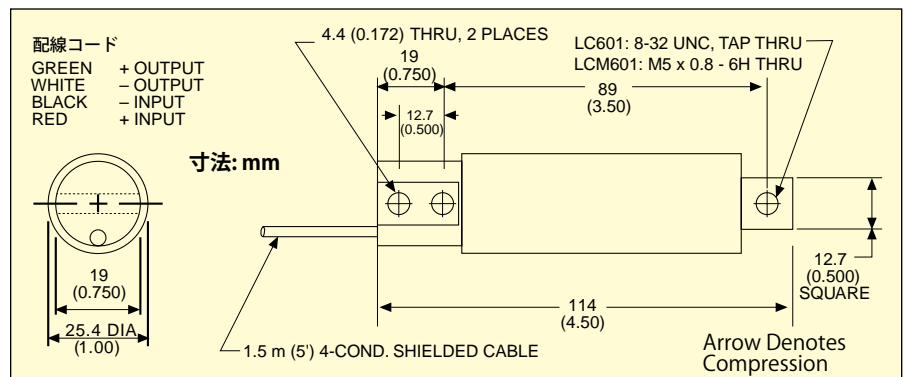 配線コード
GREEN + OUTPUT
WHITE – OUTPUT
BLACK – INPUT
RED + INPUT
4.4 (0.172) THRU, 2 PLACES
19
(0.750)
12.7
(0.500)
LC601: 8-32 UNC, TAP THRU
LCM601: M5 x 0.8 - 6H THRU
89
(3.50)
寸法: mm
19
(0.750)
25.4 DIA
(1.00)
12.7
(0.500)
SQUARE
114
(4.50)
1.5 m (5') 4-COND. SHIELDED CABLE
Arrow Denotes
Compression